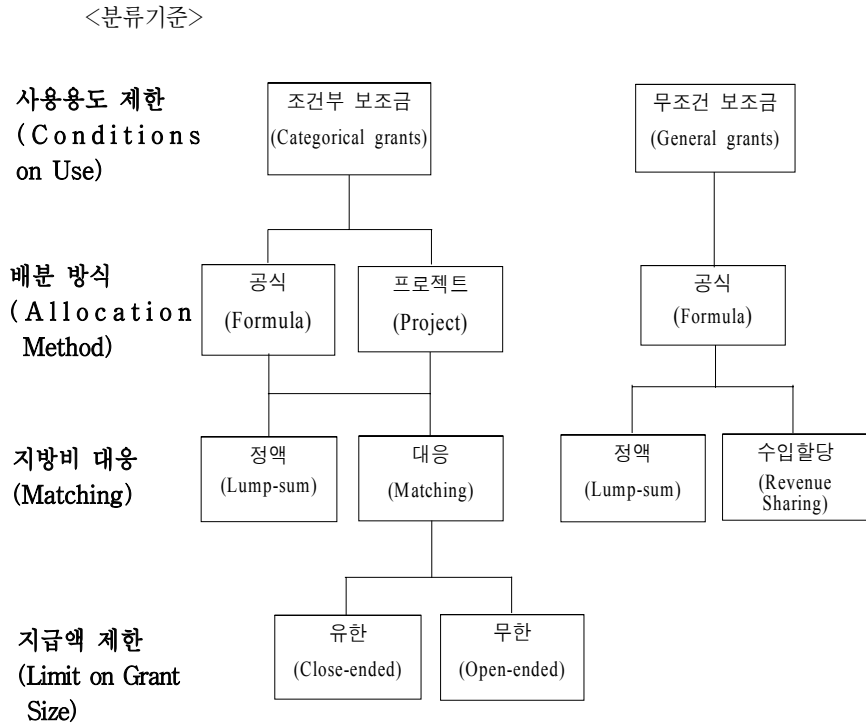 <분류기준>
사용용도 제한
(Conditions
on Use)
조건부 보조금
(Categorical grants)
무조건 보조금
(General grants)
배분 방식
(Allocation
Method)
공식
(Formula)
프로젝트
(Project)
공식
(Formula)
지방비 대응
(Matching)
정액
(Lump-sum)
대응
(Matching)
정액
(Lump-sum)
수입할당
(Revenue
Sharing)
지급액 제한
(Limit on Grant
Size)
유한
(Close-ended)
무한
(Open-ended)